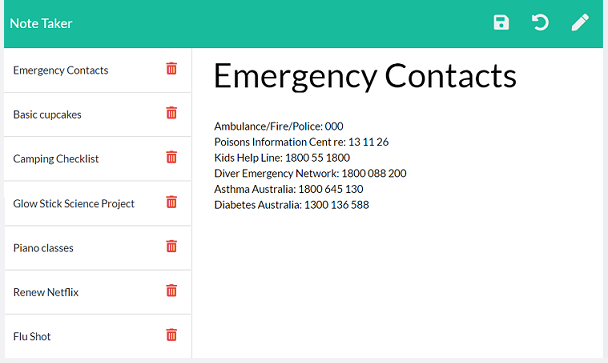 Note Taker
Emergency Contacts
Basic cupcakes
Camping Checklist
Glow Stick Science Project
Piano classes
Renew Netflix
Flu Shot
Emergency Contacts
Ambulance/Fire/Police: 000
Poisons Information Cent re: 13 11 26
Kids Help Line: 1800 55 1800
Diver Emergency Network: 1800 088 200
Asthma Australia: 1800 645 130
Diabetes Australia: 1300 136 588